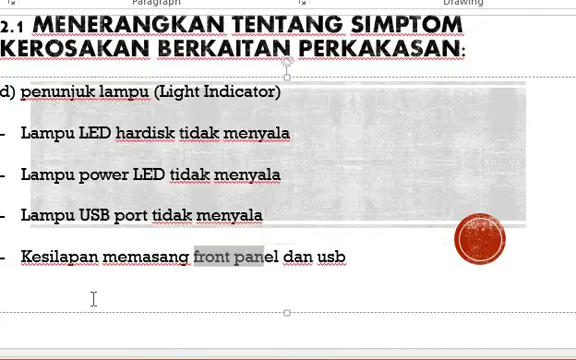 Paragraph
Drawing
2.1 MENERANGKAN TENTANG SIMPTOM
KEROSAKAN BERKAITAN PERKAKASAN:
d) penunjuk lampu (Light Indicator)
- Lampu LED hardisk tidak menyala
- Lampu power LED tidak menyala
- Lampu USB port tidak menyala
- Kesilapan memasang front panel dan usb